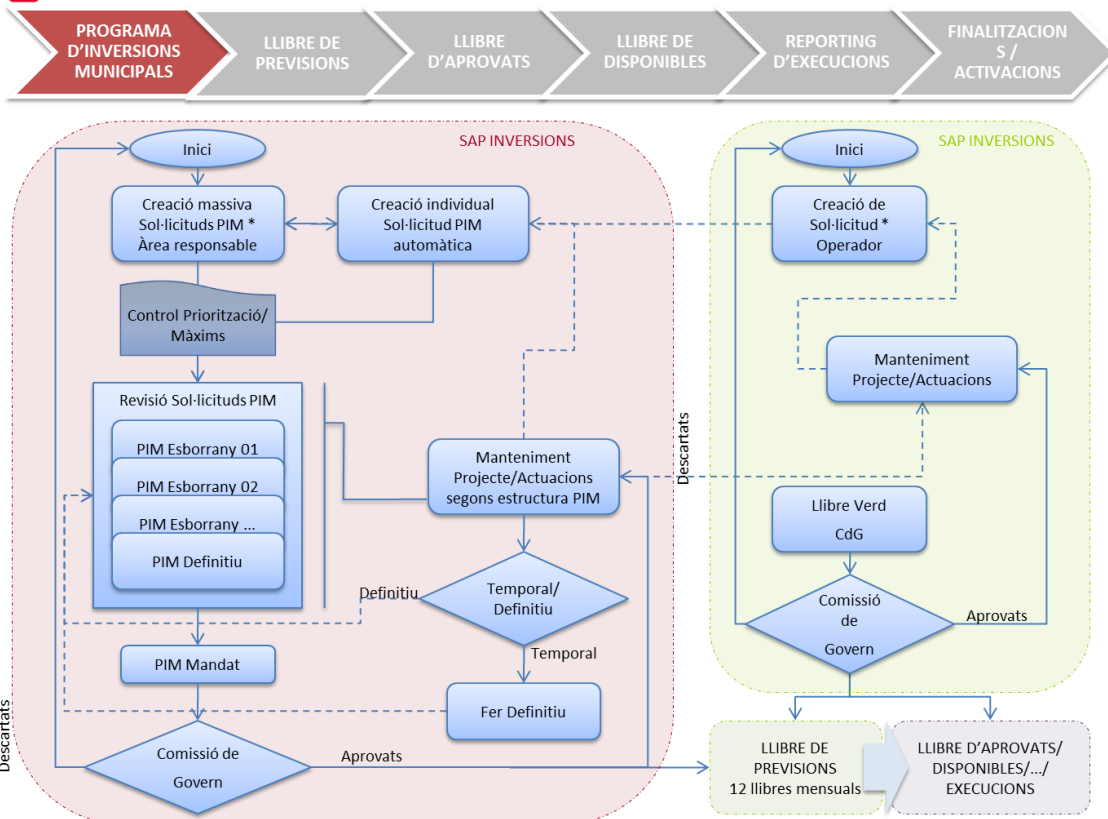 PROGRAMA
D'INVERSIONS
MUNICIPALS
LLIBRE DE
PREVISIONS
LLIBRE
D'APROVATS
LLIBRE DE
DISPONIBLES
REPORTING
D'EXECUCIONS
FINALITZACION
S /
ACTIVACIONS
SAP INVERSIONS
Inici
Creació massiva
Sol·licituds PIM *
Àrea responsable
Creació individual
Sol·licitud PIM
automàtica
Control Priorització/
Màxims
Revisió Sol·licituds PIM
PIM Esborrany 01
PIM Esborrany 02
PIM Esborrany ...
PIM Definitiu
Manteniment
Projecte/Actuacions
segons estructura PIM
Definitiu
Temporal/
Definitiu
Temporal
Fer Definitiu
PIM Mandat
Comissió de
Govern
Aprovats
Descartats
SAP INVERSIONS
Inici
Creació de
Sol·licitud *
Operador
Manteniment
Projecte/Actuacions
Descartats
Llibre Verd
CdG
Comissió
de
Govern
Aprovats
LLIBRE DE
PREVISIONS
12 llibres mensuals
LLIBRE D'APROVATS/
DISPONIBLES/.../
EXECUCIONS